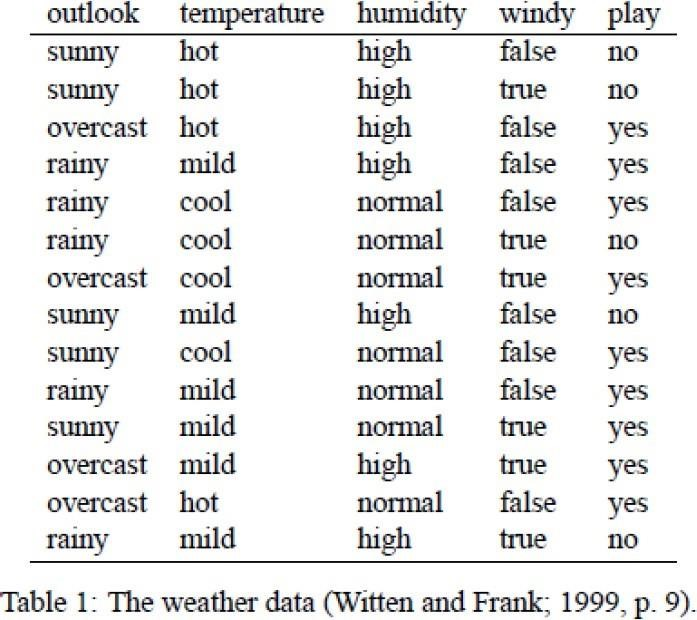 outlook temperature humidity windy play
sunny hot high false no
sunny hot high true no
overcast hot high false yes
rainy mild high false yes
rainy cool normal false yes
rainy cool normal true no
overcast cool normal true yes
sunny mild high false no
sunny cool normal false yes
rainy mild normal false yes
sunny mild normal true yes
overcast mild high true yes
overcast hot normal false yes
rainy mild high true no
Table 1: The weather data (Witten and Frank; 1999, p. 9).